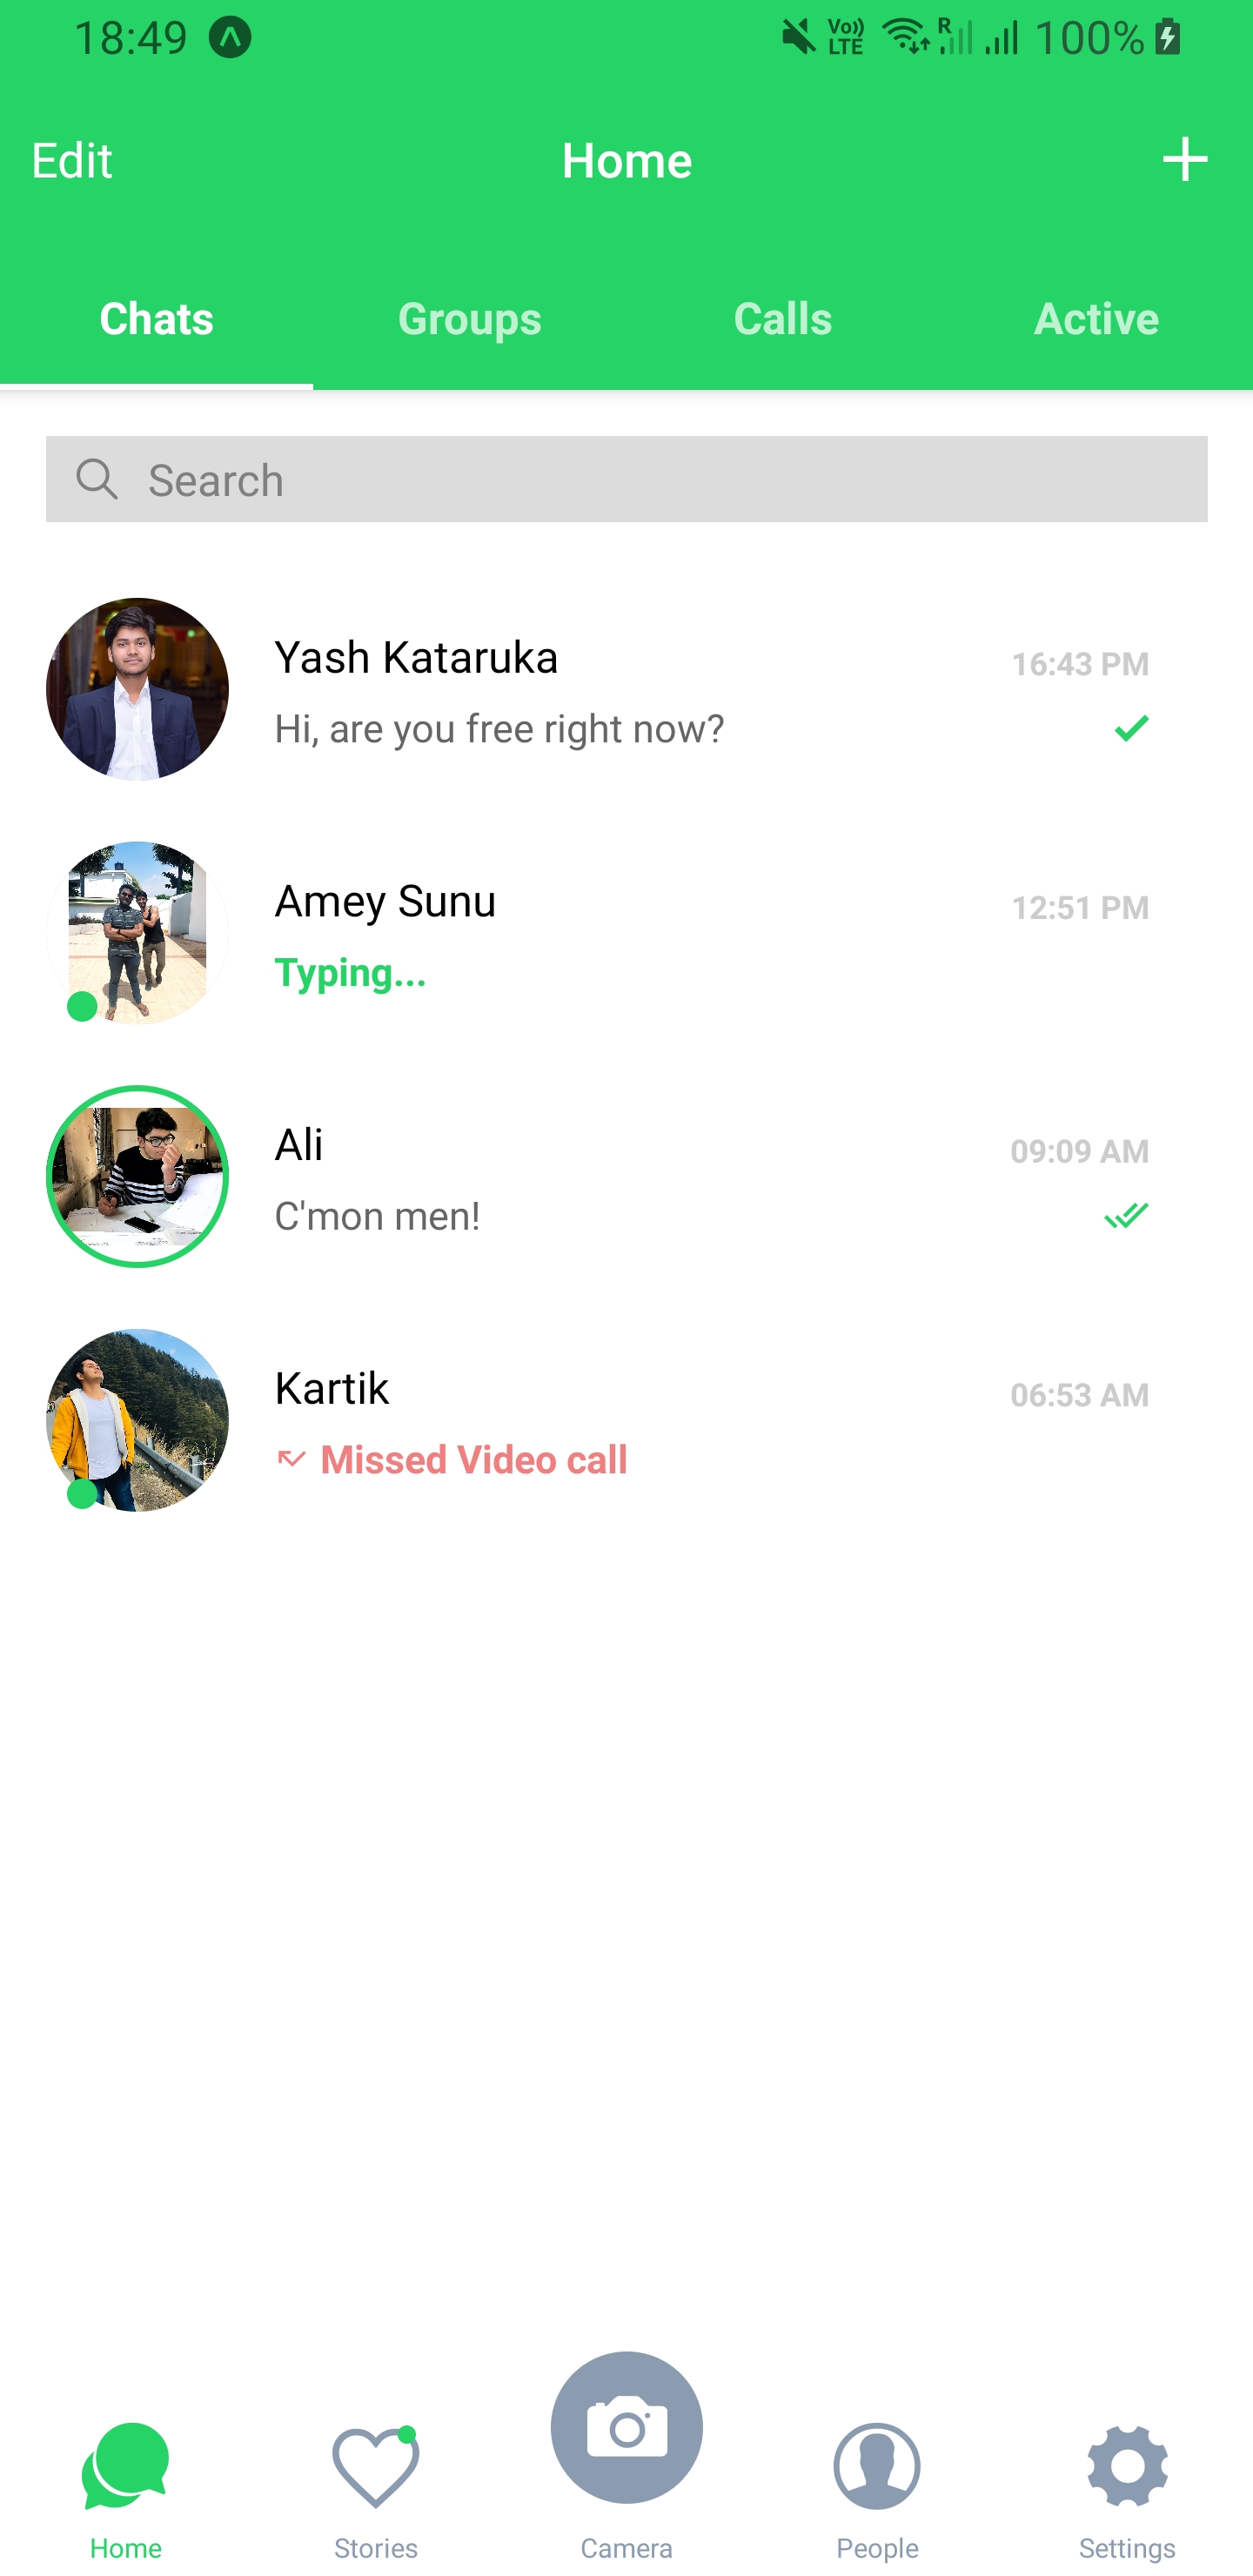 18:49 Vo)) LTE R 100%
Edit Home +
Chats Groups Calls Active
Search
Yash Kataruka 16:43 PM
Hi, are you free right now?
Amey Sunu 12:51 PM
Typing...
Ali 09:09 AM
C'mon men!
Kartik 06:53 AM
Missed Video call
Home Stories Camera People Settings